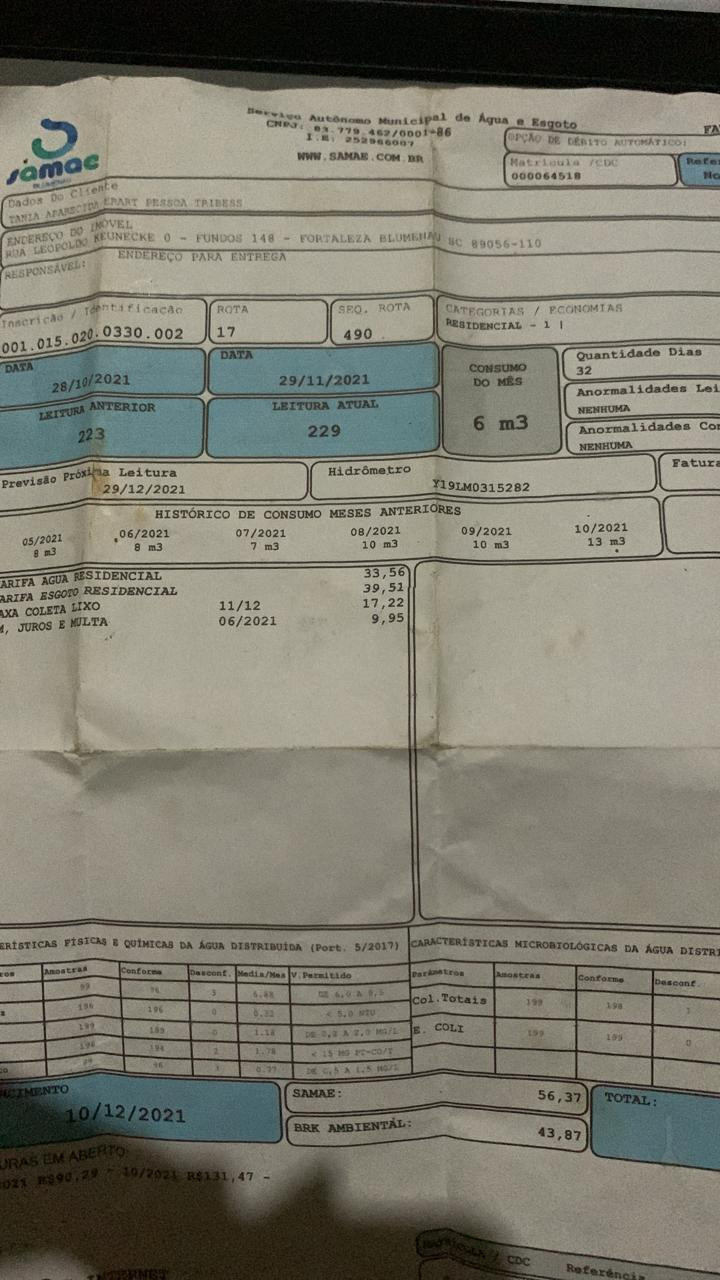 samae
BLUMENAU
Serviço Autônomo Municipal de Água e Esgoto
CNPJ: 83.779.462/0001-86
I.E: 252966007
WWW.SAMAE.COM.BR
OPÇÃO DE DÉBITO AUTOMÁTICO:
FA
Matrícula /CDC
000064518
Refer
No
Dados Do Cliente
TANIA APARECIDA EPART PESSOA TRIBESS
ENDEREÇO DO IMÓVEL
RUA LEOPOLDO KEUNECKE 0 - FUNDOS 148 - FORTALEZA BLUMENAU SC 89056-110
RESPONSÁVEL:
ENDEREÇO PARA ENTREGA
Inscrição / Identificação
001.015.020.0330.002
ROTA
17
SEQ. ROTA
490
CATEGORIAS / ECONOMIAS
RESIDENCIAL - 1 |
DATA
28/10/2021
DATA
29/11/2021
CONSUMO
DO MÊS
6 m3
Quantidade Dias
32
LEITURA ANTERIOR
223
LEITURA ATUAL
229
Anormalidades Lei
NENHUMA
Anormalidades Con
NENHUMA
Previsão Próxima Leitura
29/12/2021
Hidrômetro
Y19LM0315282
Fatura
HISTÓRICO DE CONSUMO MESES ANTERIORES
05/2021 06/2021 07/2021 08/2021 09/2021 10/2021
8 m3 8 m3 7 m3 10 m3 10 m3 13 m3
ARIFA AGUA RESIDENCIAL 33,56
ARIFA ESGOTO RESIDENCIAL 39,51
AXA COLETA LIXO 11/12 17,22
M, JUROS E MULTA 06/2021 9,95
ERÍSTICAS FÍSICAS E QUÍMICAS DA ÁGUA DISTRIBUÍDA (Port. 5/2017)
ros Amostras Conforme Desconf. Media/Mes V.Permitido
99 96 3 6.88 DE 6,0 A 9,5
196 196 0 0.32 < 5,0 NTU
199 199 0 1.18 DE 0,2 A 2,0 MG/L
196 194 2 1.78 < 15 MG PT-CO/T
99 96 3 0.77 DE 0,5 A 1,5 MG/L
CARACTERÍSTICAS MICROBIOLÓGICAS DA ÁGUA DISTRI
Parâmetros Amostras Conforme Desconf.
Col.Totais 199 198 1
E. COLI 199 199 0
NCIMENTO
10/12/2021
SAMAE: 56,37
BRK AMBIENTAL: 43,87
TOTAL:
URAS EM ABERTO:
021 R$90,29 - 10/2021 R$131,47 -
MATRÍCULA / CDC Referência
INTERNET